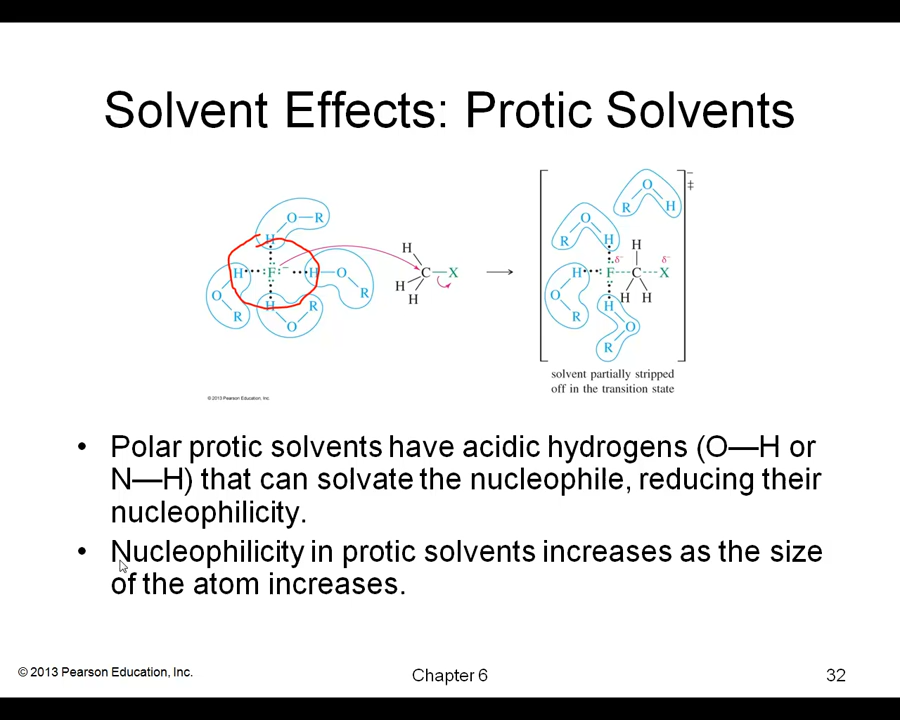 Solvent Effects: Protic Solvents
O—R
H
H
:F:⁻
H—O
R
O
R
H
R
O
H
H
H
C—X
R
O
H
O
R
H
H
H
:F---C---X
δ⁻
δ⁻
O
R
H
H
H
O
R
−
‡
solvent partially stripped
off in the transition state
© 2013 Pearson Education, Inc.
• Polar protic solvents have acidic hydrogens (O—H or
N—H) that can solvate the nucleophile, reducing their
nucleophilicity.
• Nucleophilicity in protic solvents increases as the size
of the atom increases.
© 2013 Pearson Education, Inc.
Chapter 6
32